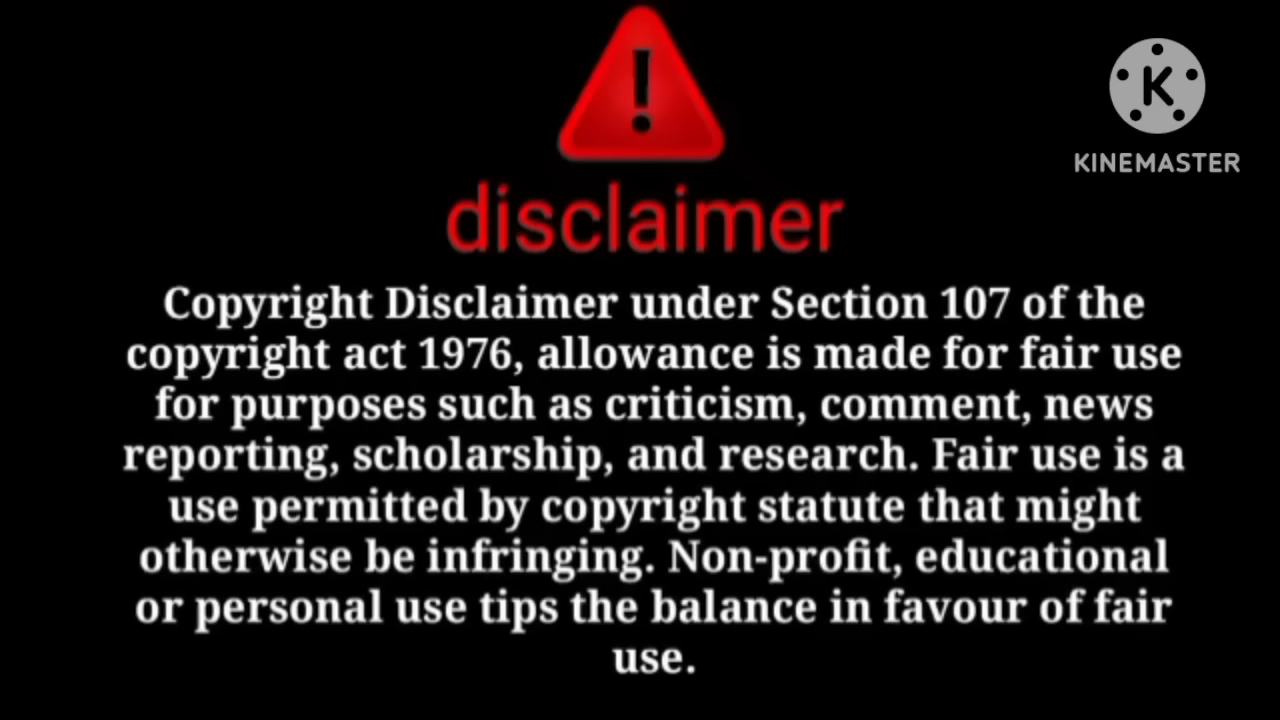 !
K
KINEMASTER
disclaimer
Copyright Disclaimer under Section 107 of the
copyright act 1976, allowance is made for fair use
for purposes such as criticism, comment, news
reporting, scholarship, and research. Fair use is a
use permitted by copyright statute that might
otherwise be infringing. Non-profit, educational
or personal use tips the balance in favour of fair
use.